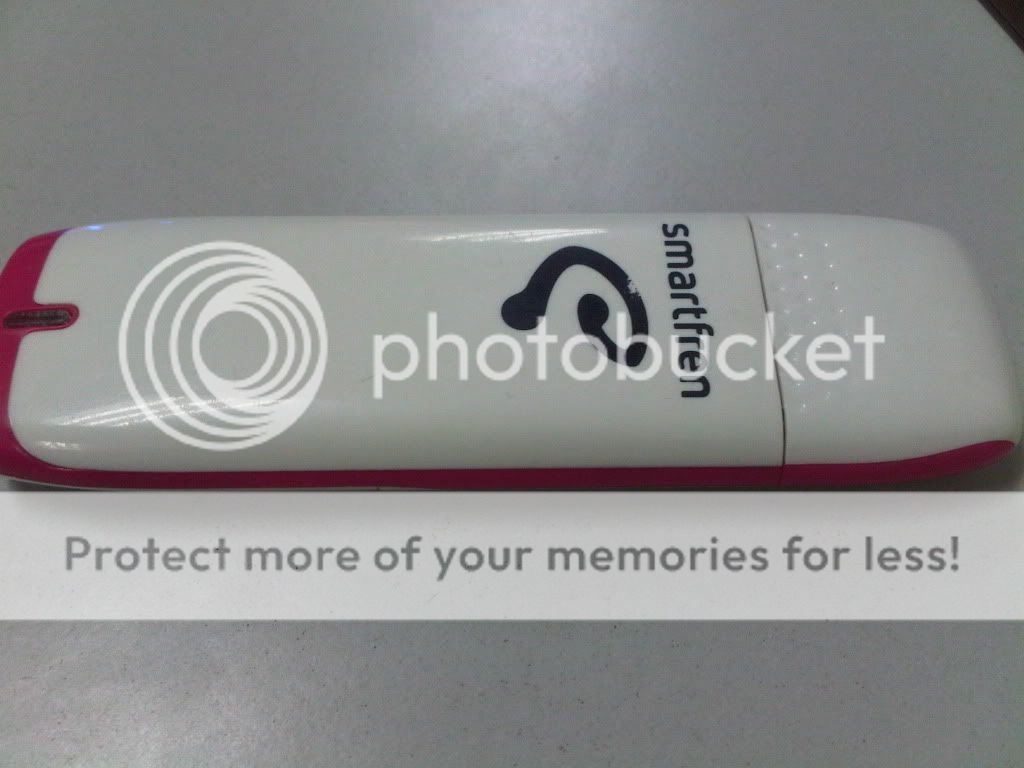 smartfren
photobucket
Protect more of your memories for less!